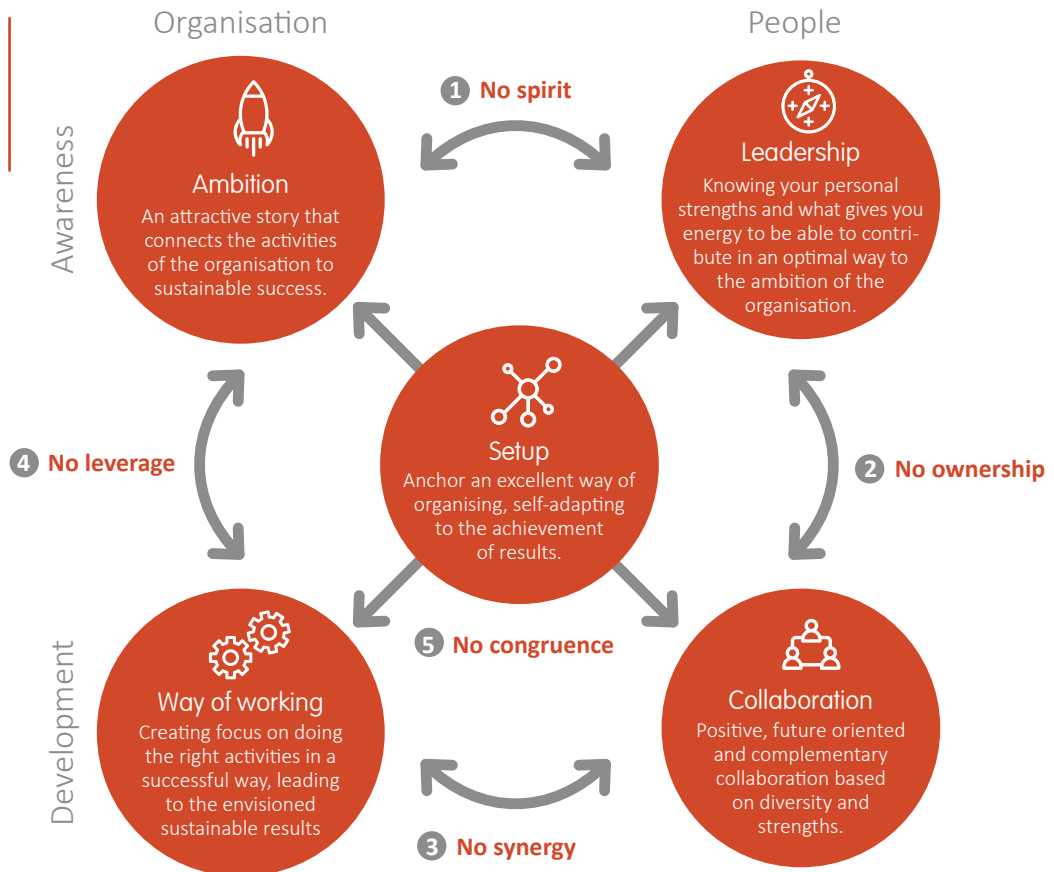 Organisation
People
Awareness
Development
1 No spirit
Ambition
An attractive story that
connects the activities
of the organisation to
sustainable success.
Leadership
Knowing your personal
strengths and what gives you
energy to be able to contri-
bute in an optimal way to
the ambition of the
organisation.
Setup
Anchor an excellent way of
organising, self-adapting
to the achievement
of results.
4 No leverage
2 No ownership
5 No congruence
Way of working
Creating focus on doing
the right activities in a
successful way, leading
to the envisioned
sustainable results
Collaboration
Positive, future oriented
and complementary
collaboration based
on diversity and
strengths.
3 No synergy